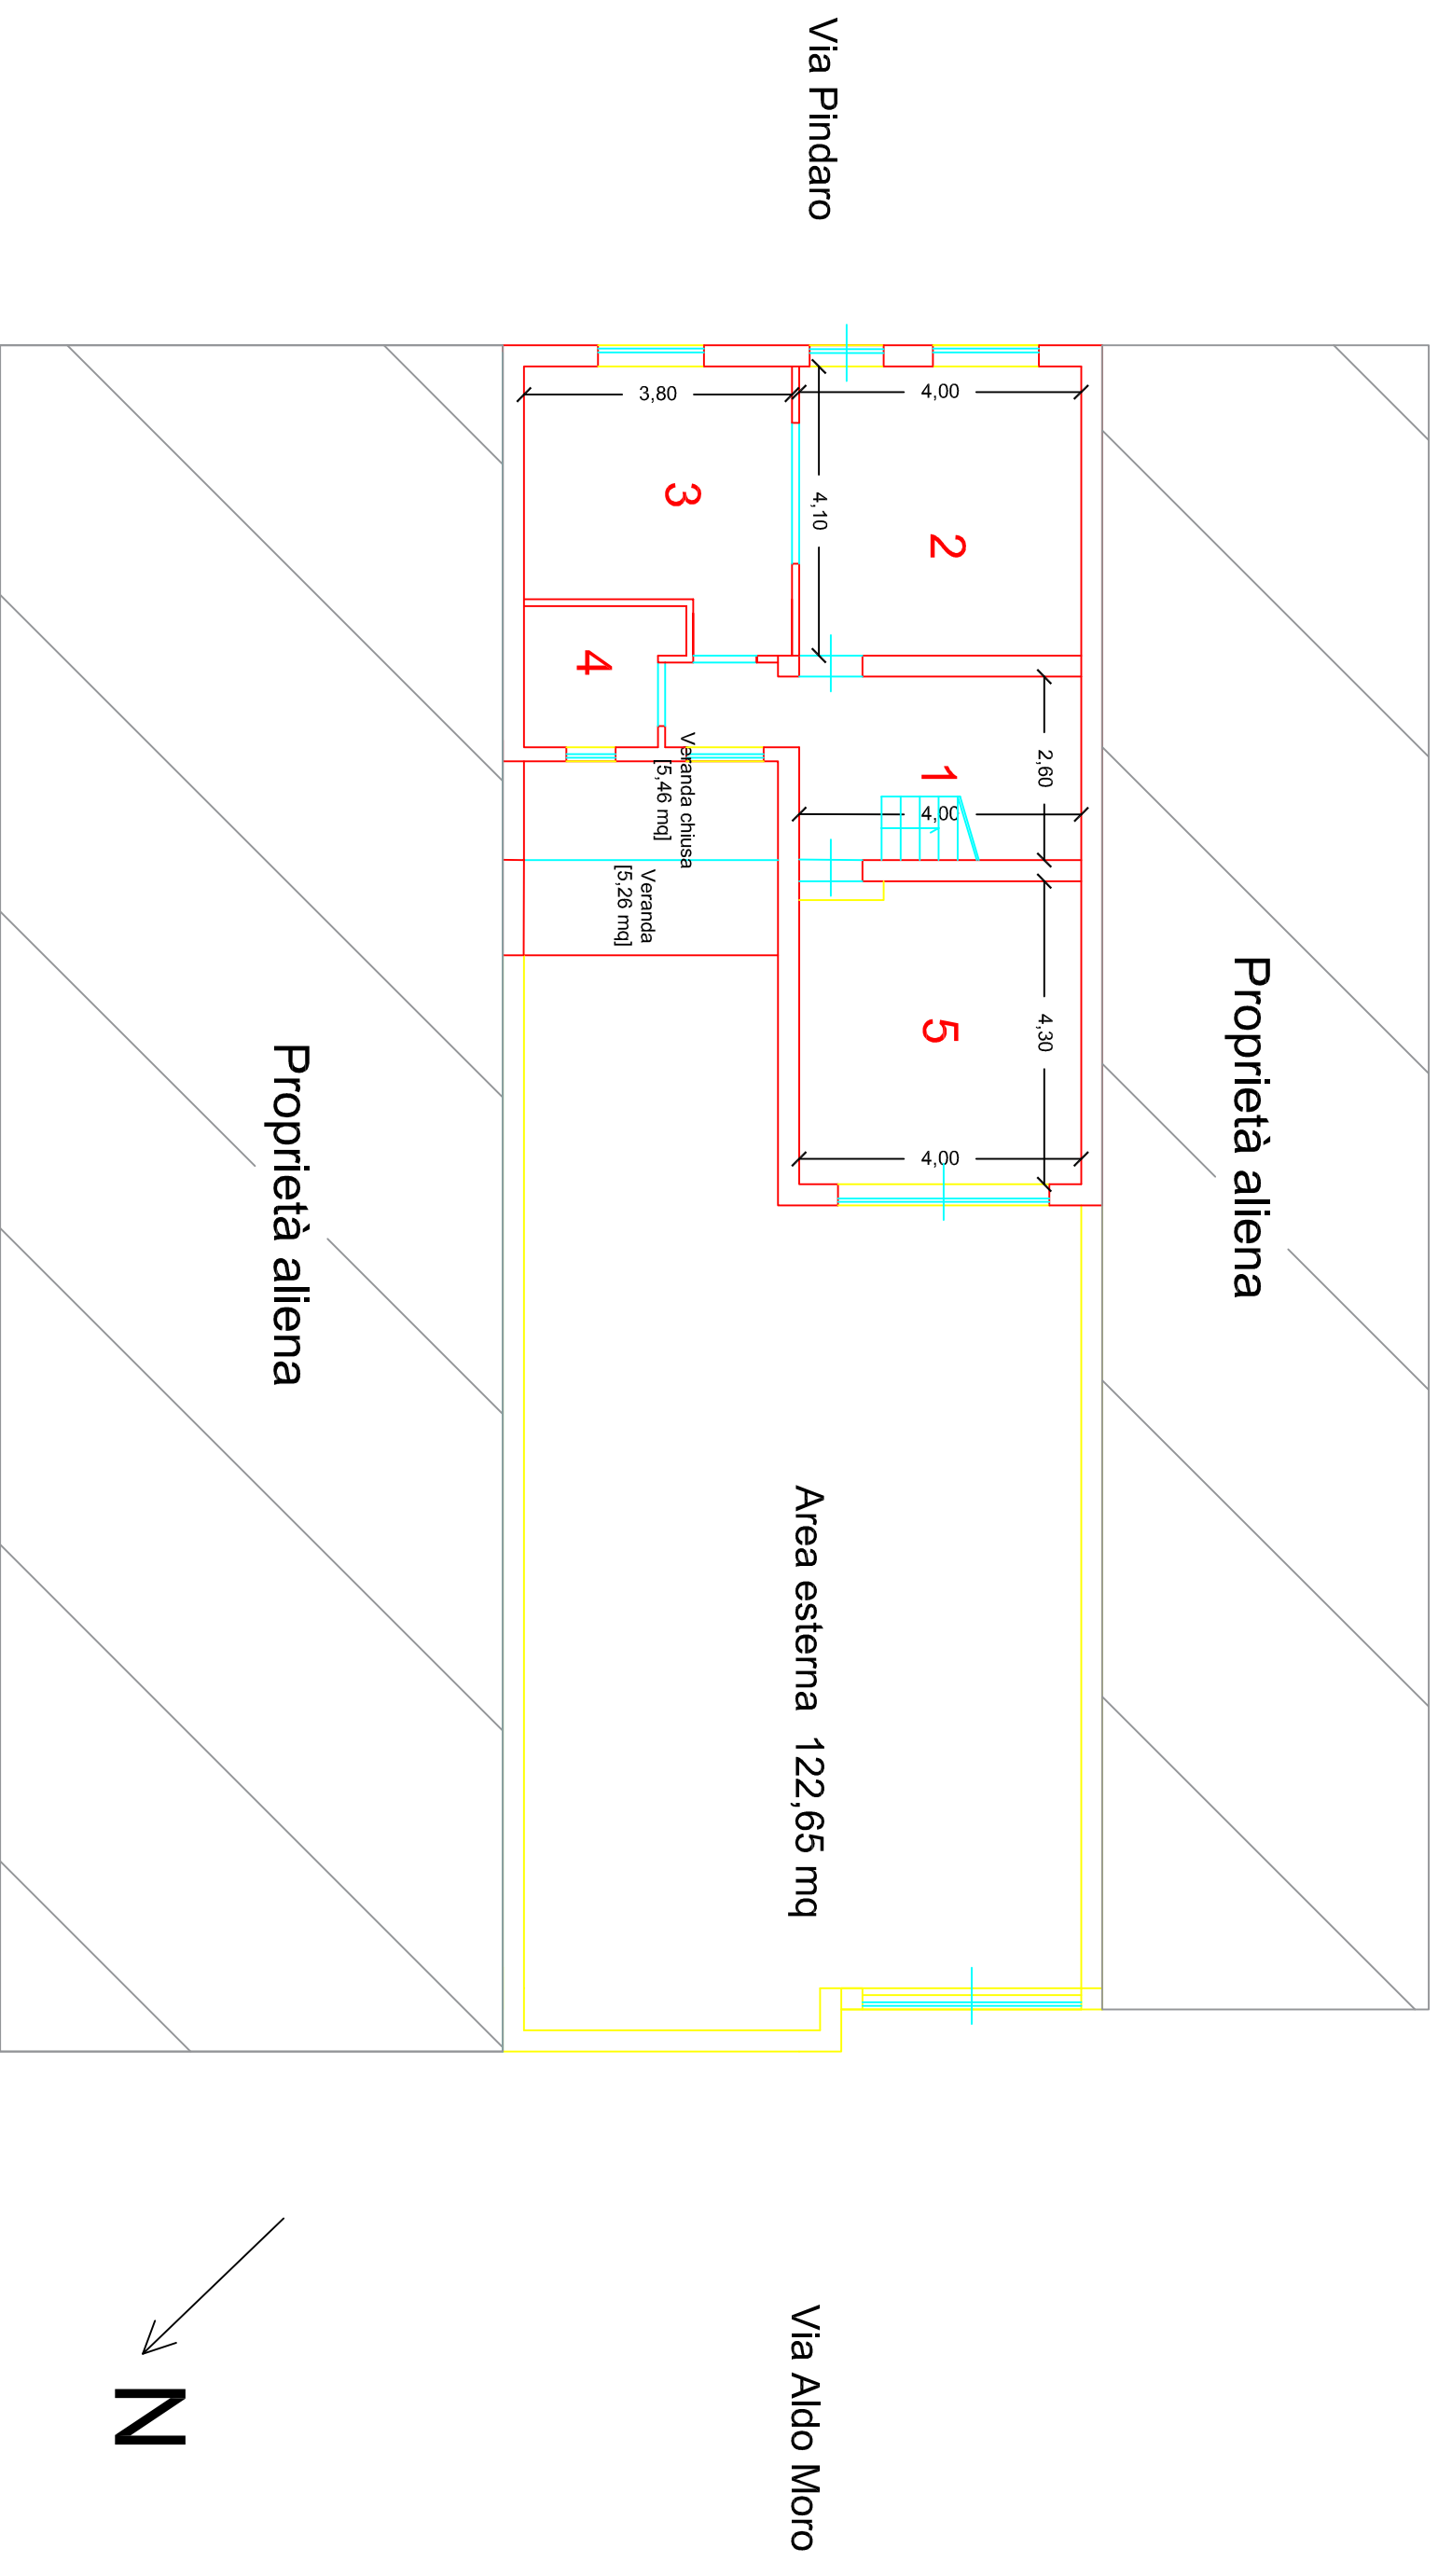 Via Pindaro
3,80
4,00
4,10
3
2
4
1
2,60
4,00
Veranda chiusa
[5,46 mq]
Veranda
[5,26 mq]
5
4,30
4,00
Proprietà aliena
Proprietà aliena
Area esterna 122,65 mq
Via Aldo Moro
N